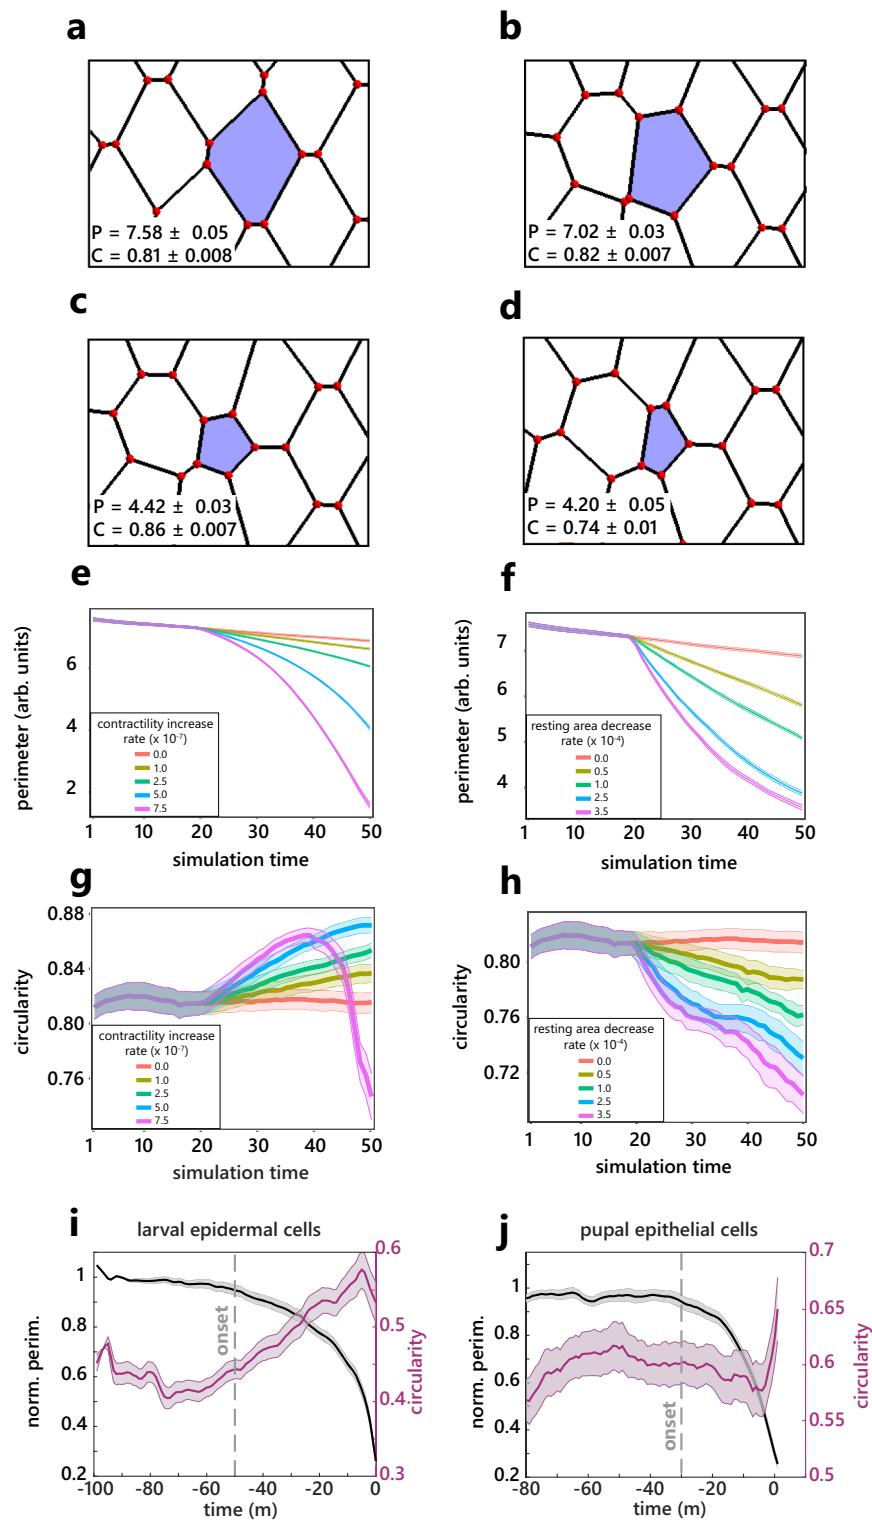 a
P = 7.58 ± 0.05
C = 0.81 ± 0.008
b
P = 7.02 ± 0.03
C = 0.82 ± 0.007
c
P = 4.42 ± 0.03
C = 0.86 ± 0.007
d
P = 4.20 ± 0.05
C = 0.74 ± 0.01
e
perimeter (arb. units)
6
4
2
contractility increase
rate (x 10⁻⁷)
0.0
1.0
2.5
5.0
7.5
1 10 20 30 40 50
simulation time
f
perimeter (arb. units)
7
6
5
4
resting area decrease
rate (x 10⁻⁴)
0.0
0.5
1.0
2.5
3.5
1 10 20 30 40 50
simulation time
g
circularity
0.88
0.84
0.80
0.76
contractility increase
rate (x 10⁻⁷)
0.0
1.0
2.5
5.0
7.5
1 10 20 30 40 50
simulation time
h
circularity
0.80
0.76
0.72
resting area decrease
rate (x 10⁻⁴)
0.0
0.5
1.0
2.5
3.5
1 10 20 30 40 50
simulation time
i
larval epidermal cells
norm. perim.
1
0.8
0.6
0.4
0.2
onset
0.6
0.5
0.4
0.3
circularity
-100 -80 -60 -40 -20 0
time (m)
j
pupal epithelial cells
norm. perim.
1
0.8
0.6
0.4
0.2
onset
0.7
0.65
0.6
0.55
0.5
circularity
-80 -60 -40 -20 0
time (m)